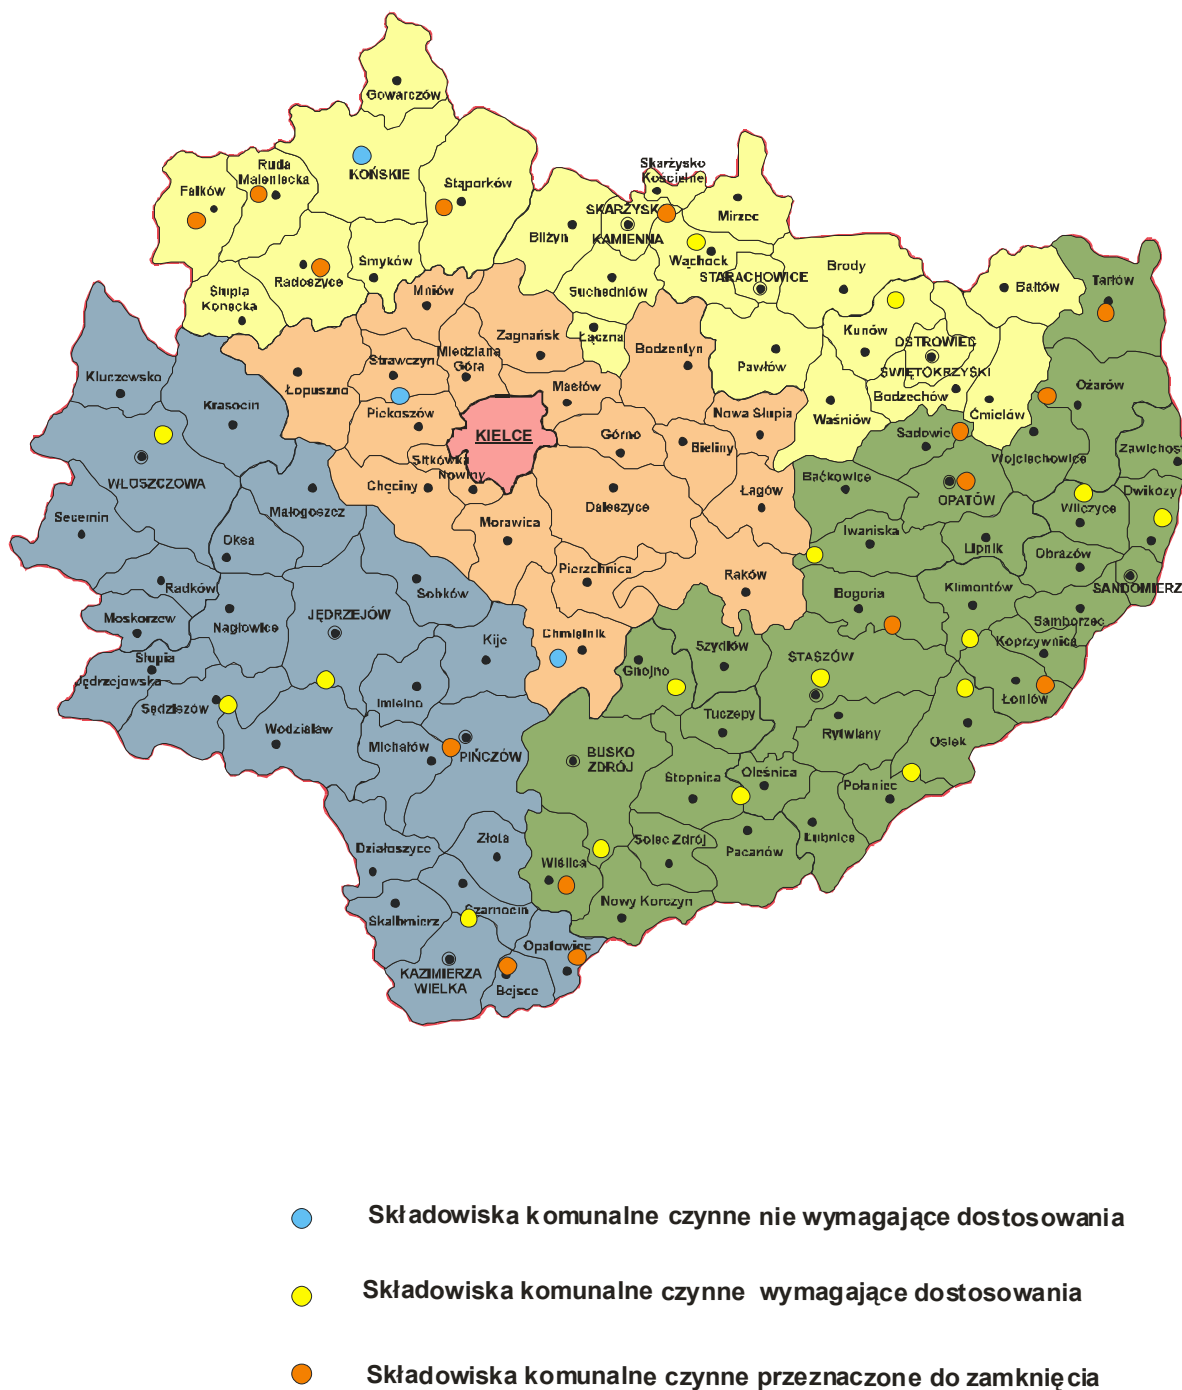 Gowarczów
Ruda
Maleniecka
KOŃSKIE
Fałków
Stąporków
Skarżysko
Kościelne
SKARŻYSK
KAMIENNA
Mirzec
Bliżyn
Wąchock
STARACHOWICE
Brody
Smyków
Radoszyce
Słupia
Konecka
Suchedniów
Bałtów
Tarłów
Mniów
Zagnańsk
Łączna
Bodzentyn
Kunów
OSTROWIEC
ŚWIĘTOKRZYSKI
Pawłów
Strawczyn
Miedziana
Góra
Kluczewsko
Łopuszno
Masłów
Bodzechów
Ożarów
Krasocin
Piekoszów
KIELCE
Nowa Słupia
Waśniów
Ćmielów
Górno
Bieliny
Sadowie
Wojciechowice
Zawichost
Sitkówka
Nowiny
WŁOSZCZOWA
Chęciny
Łagów
Baćkowice
OPATÓW
Dwikozy
Małogoszcz
Daleszyce
Wilczyce
Secemin
Morawica
Iwaniska
Lipnik
Obrazów
Oksa
Pierzchnica
Raków
Radków
Sobków
Bogoria
Klimontów
SANDOMIERZ
Moskorzew
Nagłowice
JĘDRZEJÓW
Samborzec
Kije
Chmielnik
Szydłów
Koprzywnica
Słupia
Jędrzejowska
Gnojno
STASZÓW
Łoniów
Sędziszów
Imielno
Tuczępy
Wodzisław
Michałów
PIŃCZÓW
BUSKO
ZDRÓJ
Rytwiany
Osiek
Stopnica
Oleśnica
Połaniec
Działoszyce
Złota
Solec Zdrój
Pacanów
Łubnice
Wiślica
Skalbmierz
Czarnocin
Nowy Korczyn
Opatowiec
KAZIMIERZA
WIELKA
Bejsce
Składowiska komunalne czynne nie wymagające dostosowania
Składowiska komunalne czynne wymagające dostosowania
Składowiska komunalne czynne przeznaczone do zamknięcia